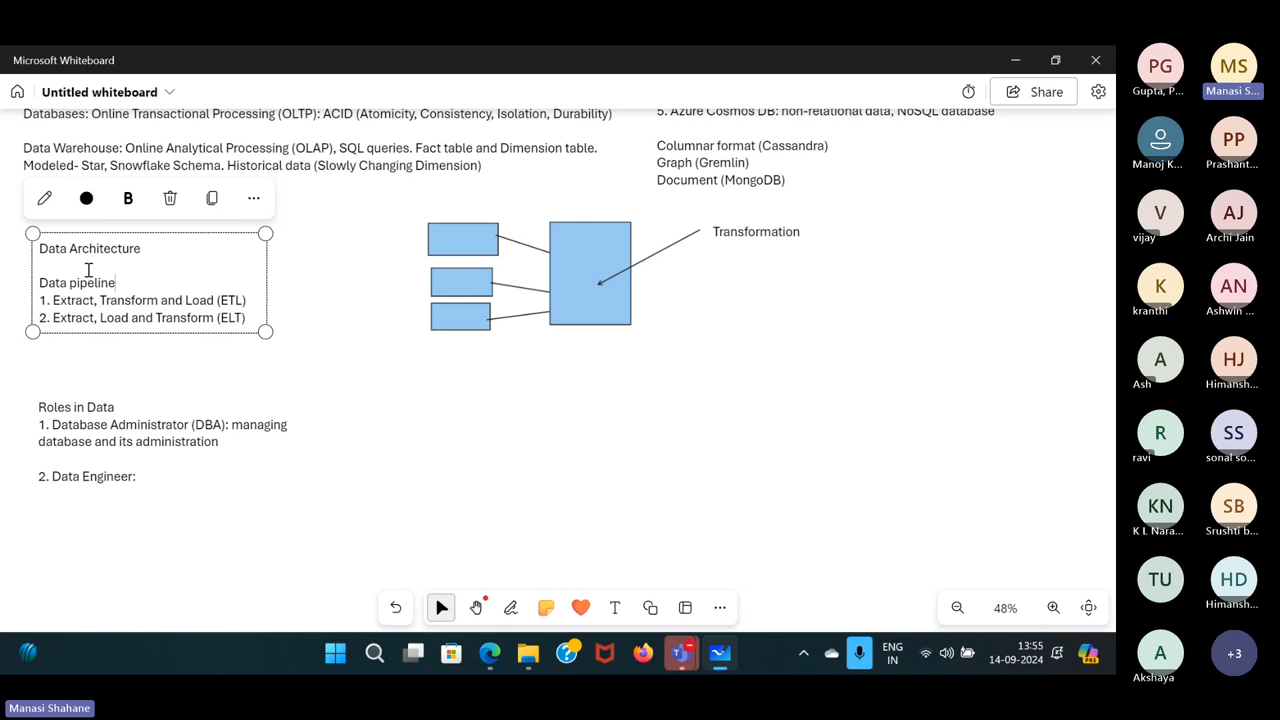 Microsoft Whiteboard
Untitled whiteboard
Share
Databases: Online Transactional Processing (OLTP): ACID (Atomicity, Consistency, Isolation, Durability)
Data Warehouse: Online Analytical Processing (OLAP), SQL queries. Fact table and Dimension table.
Modeled- Star, Snowflake Schema. Historical data (Slowly Changing Dimension)
5. Azure Cosmos DB: non-relational data, NoSQL database
Columnar format (Cassandra)
Graph (Gremlin)
Document (MongoDB)
B
Data Architecture
Data pipeline
1. Extract, Transform and Load (ETL)
2. Extract, Load and Transform (ELT)
Transformation
Roles in Data
1. Database Administrator (DBA): managing
database and its administration
2. Data Engineer:
T
48%
ENG
IN
13:55
14-09-2024
PRE
Manasi Shahane
PG
Gupta, P...
MS
Manasi S...
Manoj K...
PP
Prashant...
V
vijay
AJ
Archi Jain
K
kranthi
AN
Ashwin ...
A
Ash
HJ
Himansh...
R
ravi
SS
sonal so...
KN
K L Nara...
SB
Srushti b...
TU
HD
Himansh...
A
Akshaya
+3